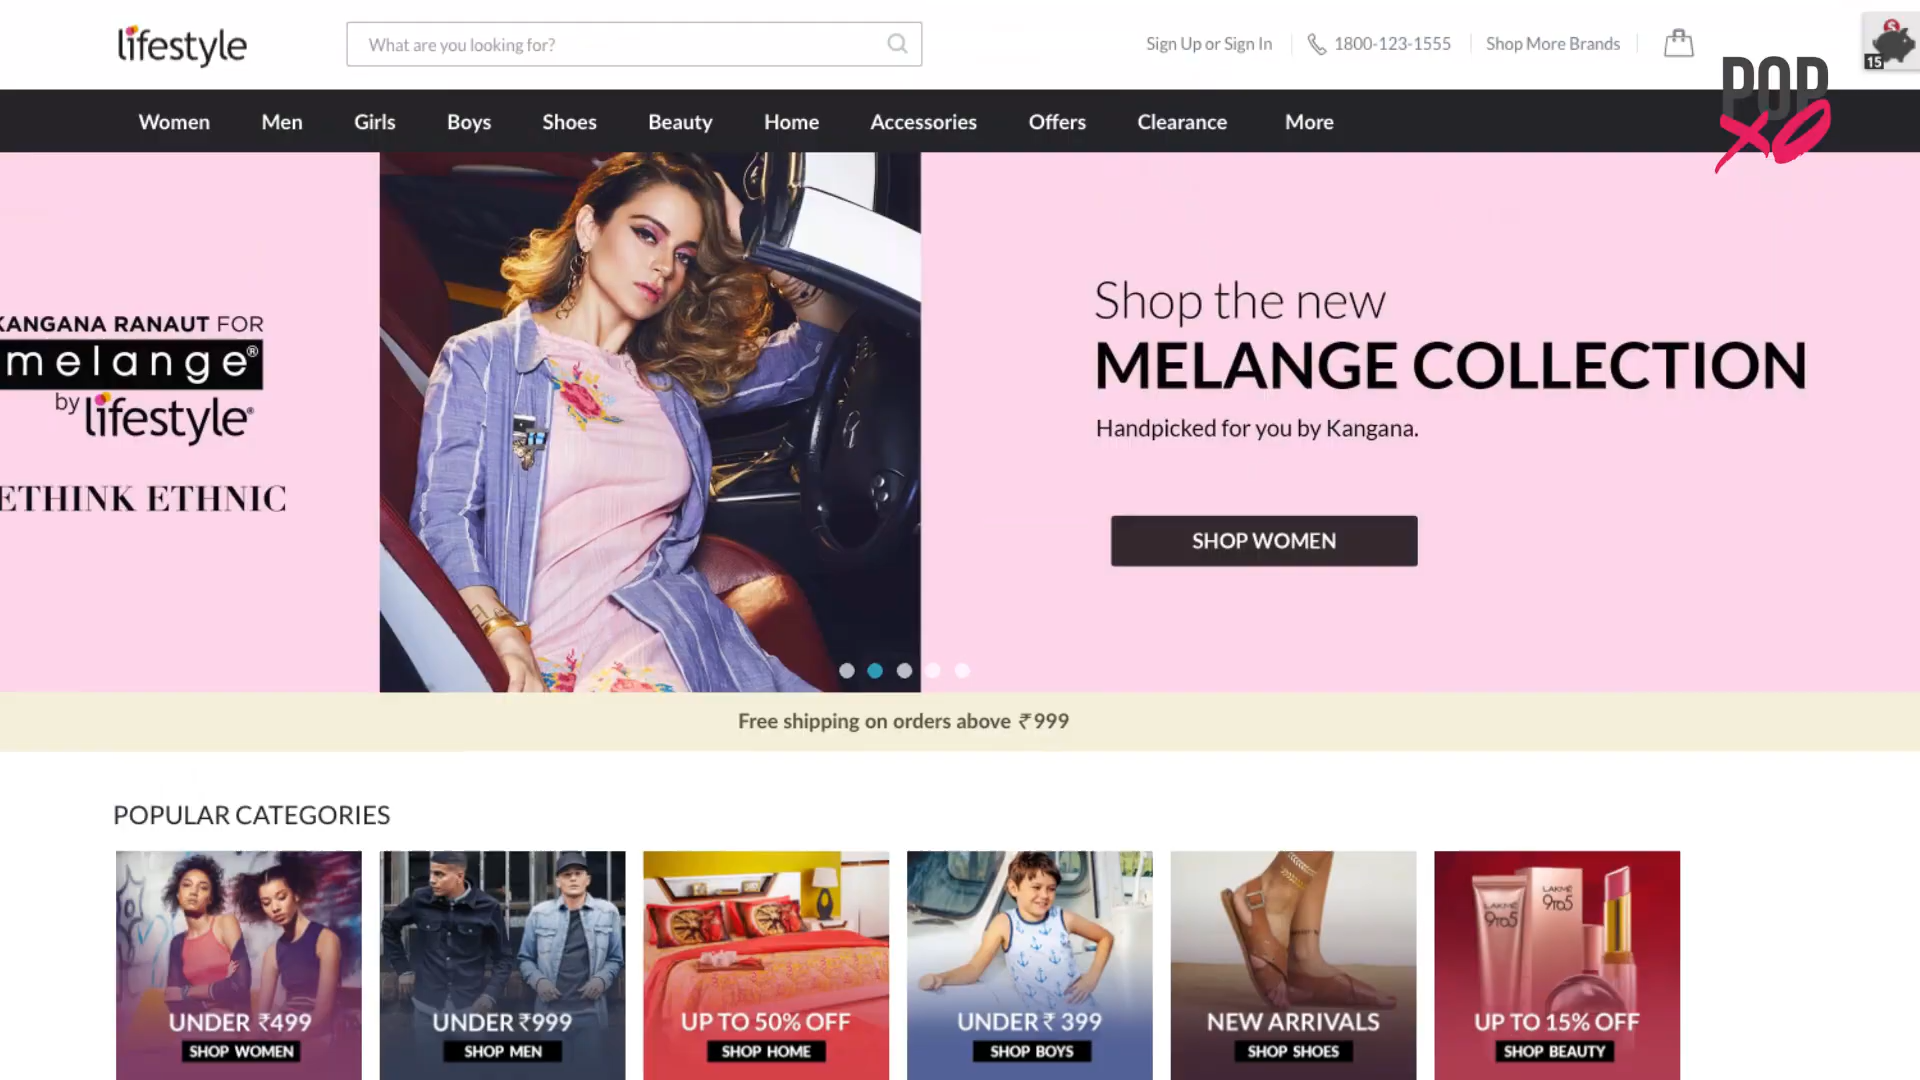 lifestyle
What are you looking for?
Sign Up or Sign In
1800-123-1555
Shop More Brands
15
POP
XO
Women Men Girls Boys Shoes Beauty Home Accessories Offers Clearance More
KANGANA RANAUT FOR
melange®
by lifestyle®
ETHINK ETHNIC
Shop the new
MELANGE COLLECTION
Handpicked for you by Kangana.
SHOP WOMEN
Free shipping on orders above ₹999
POPULAR CATEGORIES
UNDER ₹499
SHOP WOMEN
UNDER ₹999
SHOP MEN
UP TO 50% OFF
SHOP HOME
UNDER ₹ 399
SHOP BOYS
NEW ARRIVALS
SHOP SHOES
LAKMÉ
9to5
LAKMÉ
9to5
UP TO 15% OFF
SHOP BEAUTY